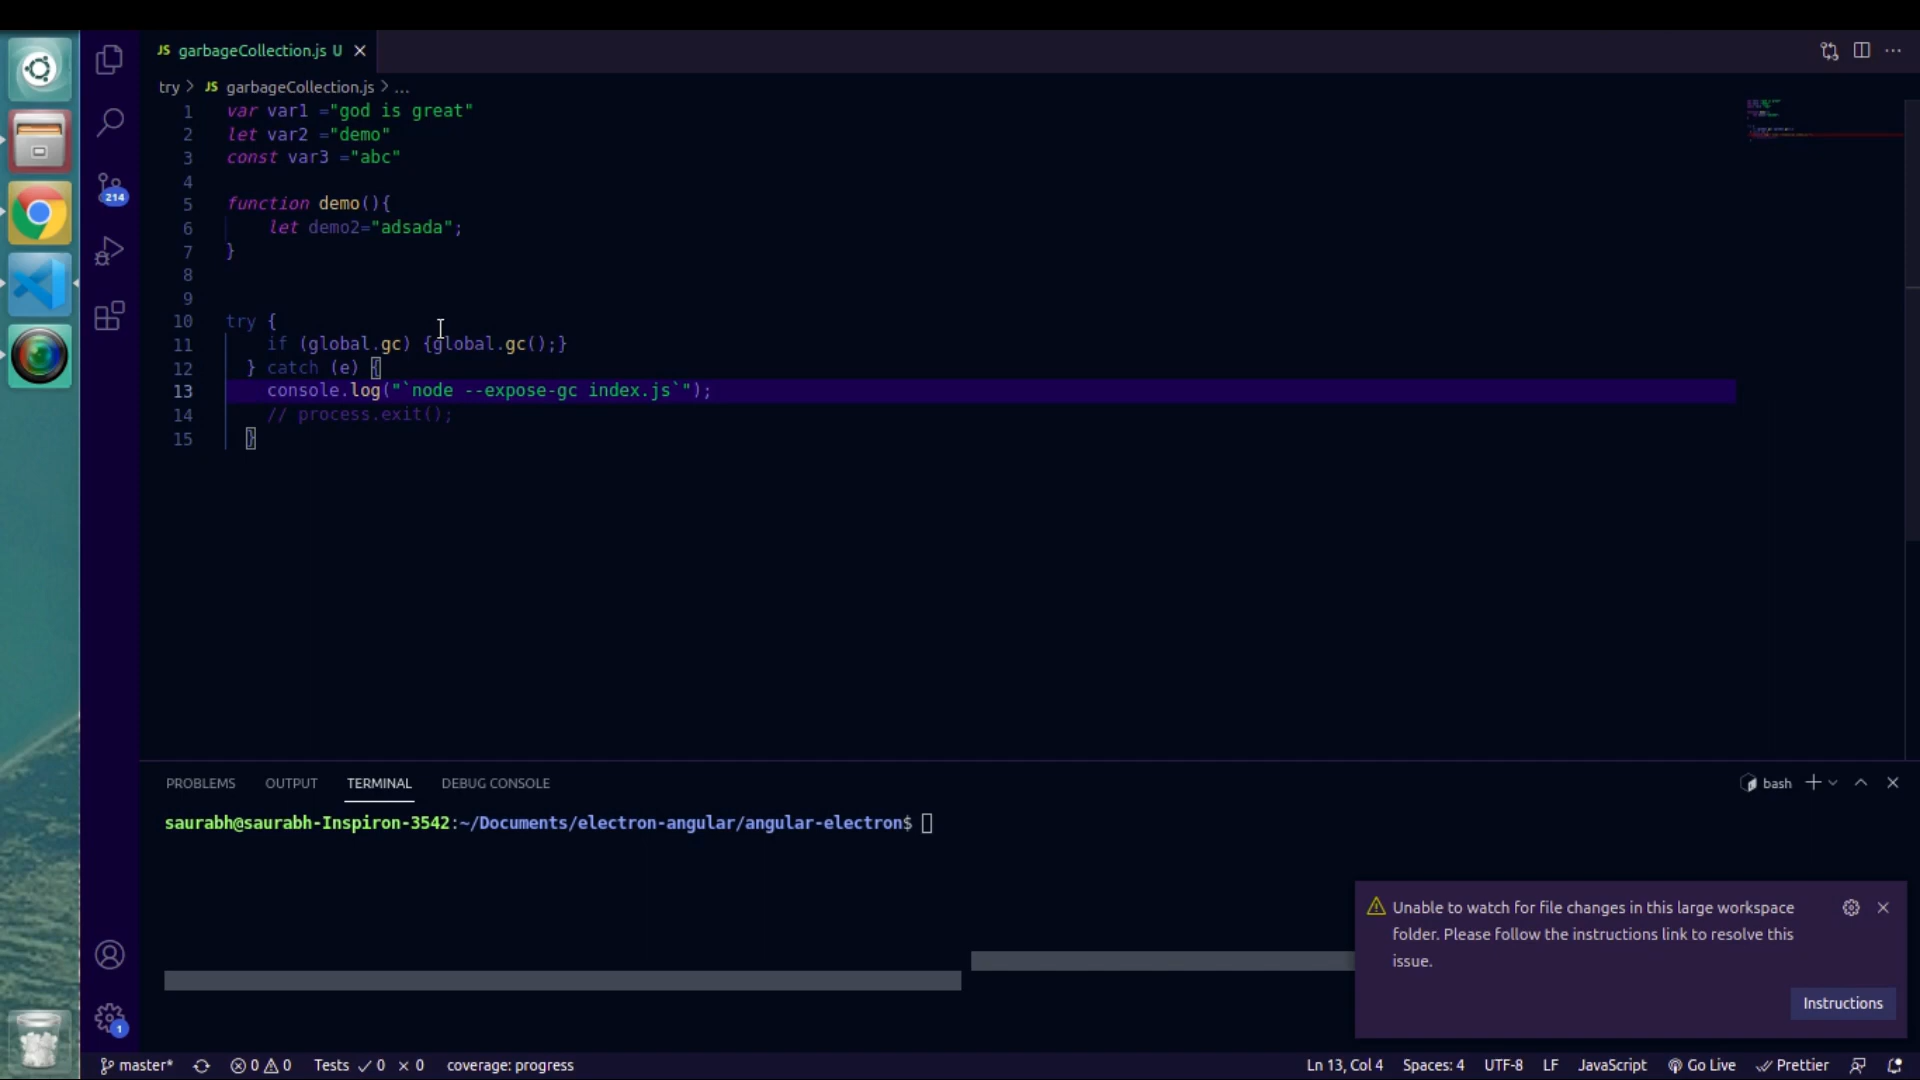 JS garbageCollection.js U
try > JS garbageCollection.js > ...
1 var var1 ="god is great"
2 let var2 ="demo"
3 const var3 ="abc"
4
5 function demo(){
6 let demo2="adsada";
7 }
8
9
10 try {
11 if (global.gc) {global.gc();}
12 } catch (e) {
13 console.log("`node --expose-gc index.js`");
14 // process.exit();
15 }
214
PROBLEMS OUTPUT TERMINAL DEBUG CONSOLE
bash
saurabh@saurabh-Inspiron-3542:~/Documents/electron-angular/angular-electron$
Unable to watch for file changes in this large workspace
folder. Please follow the instructions link to resolve this
issue.
Instructions
1
master* 0 0 Tests ✓ 0 × 0 coverage: progress Ln 13, Col 4 Spaces: 4 UTF-8 LF JavaScript Go Live Prettier